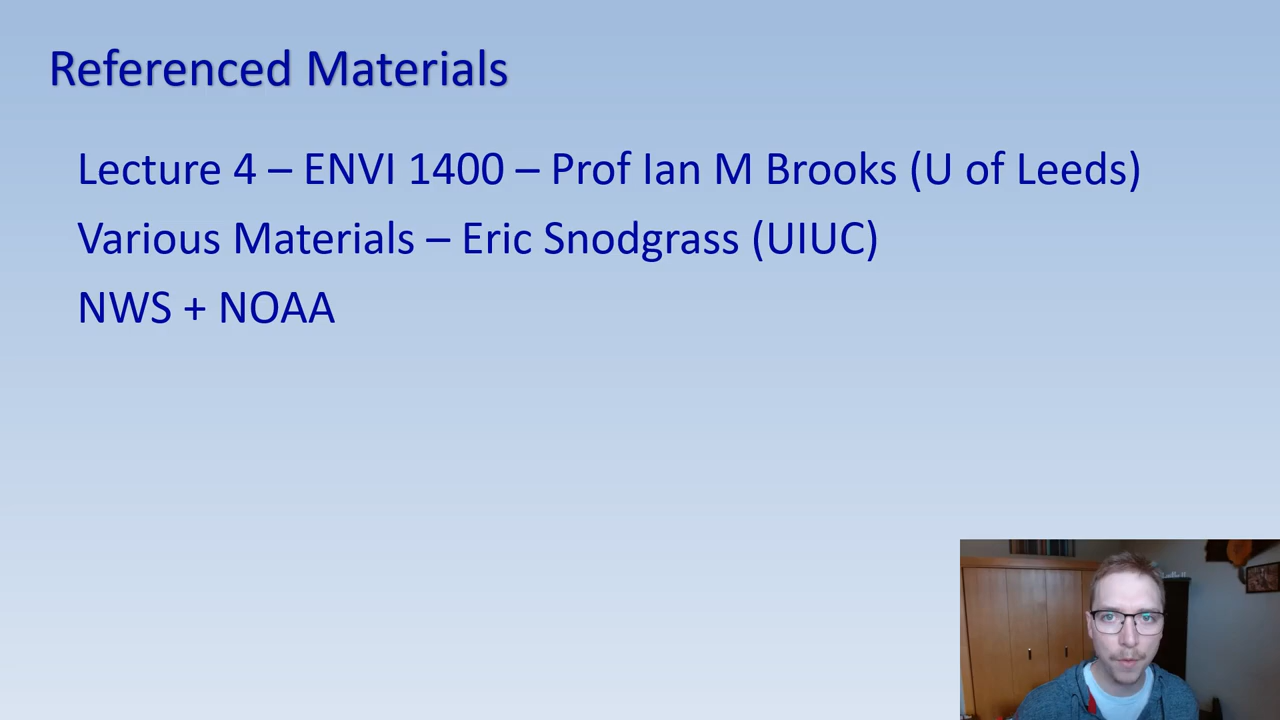 Referenced Materials
Lecture 4 – ENVI 1400 – Prof Ian M Brooks (U of Leeds)
Various Materials – Eric Snodgrass (UIUC)
NWS + NOAA